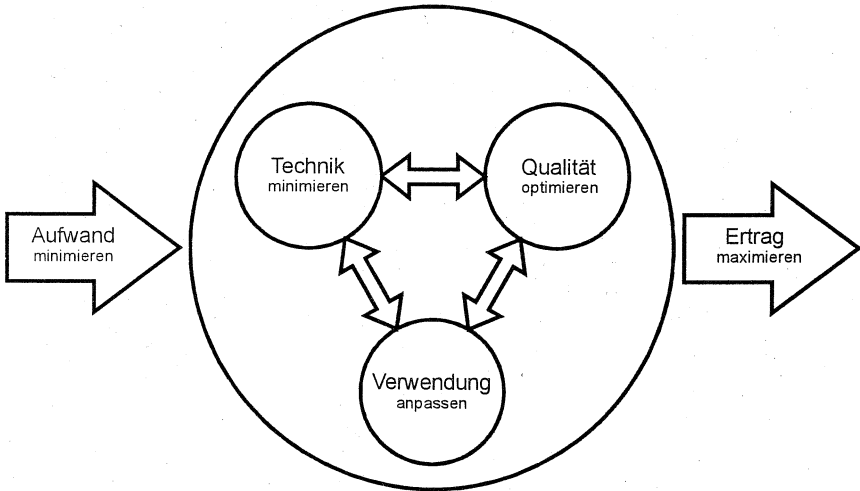 Technik
minimieren
Qualität
optimieren
Aufwand
minimieren
Ertrag
maximieren
Verwendung
anpassen